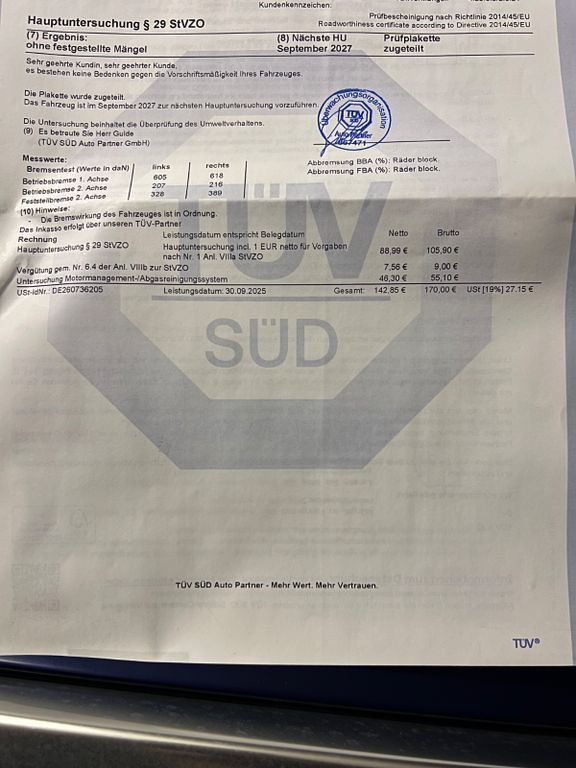 Kundenkennzeichen:
Prüfbescheinigung nach Richtlinie 2014/45/EU
Hauptuntersuchung § 29 StVZO
Roadworthiness certificate according to Directive 2014/45/EU
(7) Ergebnis:
ohne festgestellte Mängel
(8) Nächste HU
September 2027
Prüfplakette
zugeteilt
Sehr geehrte Kundin, sehr geehrter Kunde,
es bestehen keine Bedenken gegen die Vorschriftsmäßigkeit Ihres Fahrzeuges.
Die Plakette wurde zugeteilt.
Das Fahrzeug ist im September 2027 zur nächsten Hauptuntersuchung vorzuführen.
Die Untersuchung beinhaltet die Überprüfung des Umweltverhaltens.
(9) Es betreute Sie Herr Gulde
(TÜV SÜD Auto Partner GmbH)
Überwachungsorganisation
TÜV
SÜD
Auto Partner
Messwerte:
Bremsentest (Werte in daN) links rechts
Betriebsbremse 1. Achse 605 618
Betriebsbremse 2. Achse 207 216
Feststellbremse 2. Achse 328 389
Abbremsung BBA (%): Räder block.
Abbremsung FBA (%): Räder block.
(10) Hinweise:
- Die Bremswirkung des Fahrzeuges ist in Ordnung.
Das Inkasso erfolgt über unseren TÜV-Partner
Rechnung Leistungsdatum entspricht Belegdatum Netto Brutto
Hauptuntersuchung § 29 StVZO Hauptuntersuchung incl. 1 EUR netto für Vorgaben 88,99 € 105,90 €
nach Nr. 1 Anl. VIIIa StVZO
Vergütung gem. Nr. 6.4 der Anl. VIIIb zur StVZO 7,56 € 9,00 €
Untersuchung Motormanagement-/Abgasreinigungssystem 46,30 € 55,10 €
USt-IdNr.: DE260736205 Leistungsdatum: 30.09.2025 Gesamt: 142,85 € 170,00 € USt [19%] 27.15 €
TÜV
SÜD
TÜV SÜD Auto Partner - Mehr Wert. Mehr Vertrauen.
TÜV®